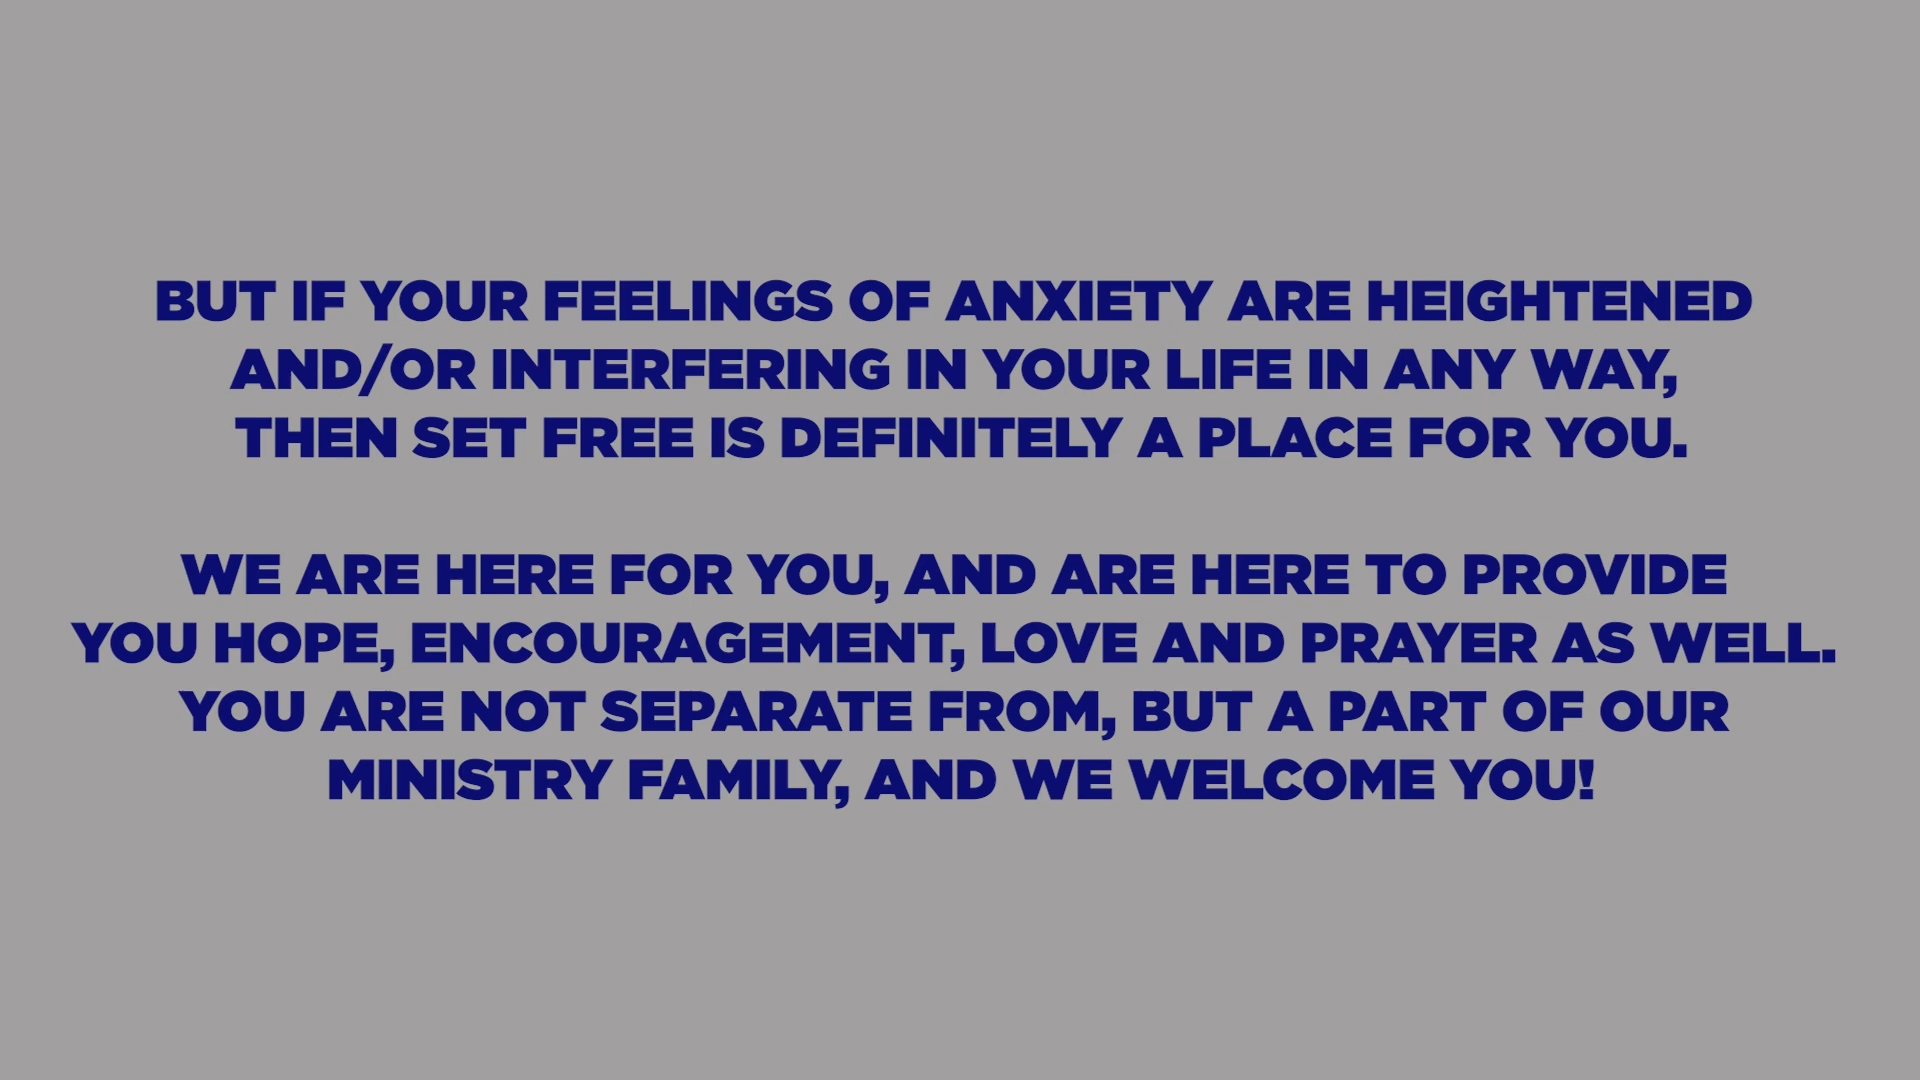 BUT IF YOUR FEELINGS OF ANXIETY ARE HEIGHTENED
AND/OR INTERFERING IN YOUR LIFE IN ANY WAY,
THEN SET FREE IS DEFINITELY A PLACE FOR YOU.
WE ARE HERE FOR YOU, AND ARE HERE TO PROVIDE
YOU HOPE, ENCOURAGEMENT, LOVE AND PRAYER AS WELL.
YOU ARE NOT SEPARATE FROM, BUT A PART OF OUR
MINISTRY FAMILY, AND WE WELCOME YOU!